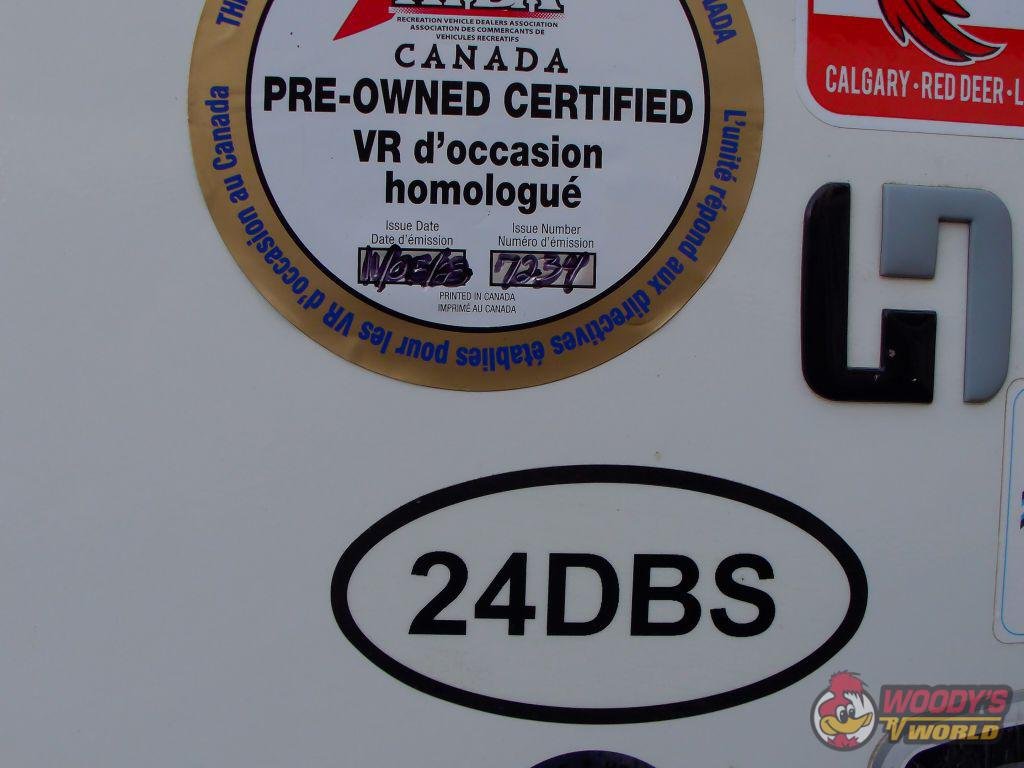 RECREATION VEHICLE DEALERS ASSOCIATION
ASSOCIATION DES COMMERCANTS DE
VEHICULES RECREATIFS
CANADA
PRE-OWNED CERTIFIED
VR d'occasion
homologué
Issue Date
Date d'émission
Issue Number
Numéro d'émission
7234
PRINTED IN CANADA
IMPRIMÉ AU CANADA
L'unité répond aux directives établies pour les VR d'occasion au Canada
CALGARY·RED DEER·L
24DBS
WOODY'S
RV WORLD